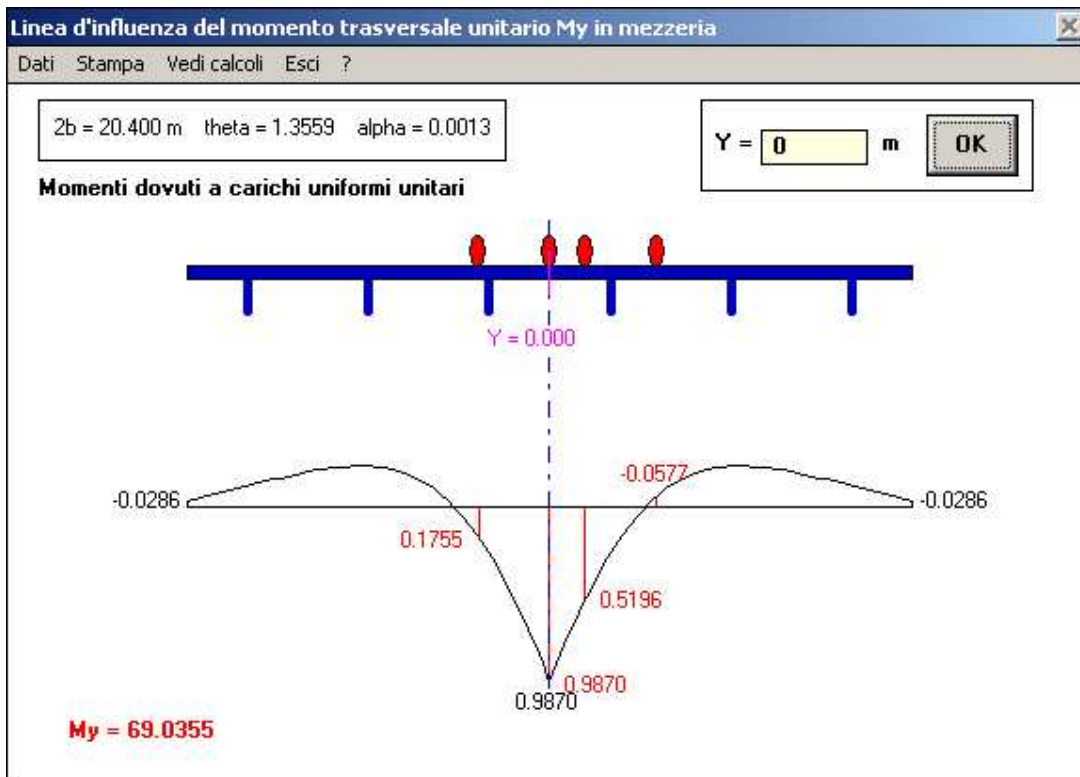 Linea d'influenza del momento trasversale unitario My in mezzeria
Dati Stampa Vedi calcoli Esci ?
2b = 20.400 m theta = 1.3559 alpha = 0.0013
Y = 0 m OK
Momenti dovuti a carichi uniformi unitari
Y = 0.000
-0.0577
-0.0286 -0.0286
0.1755
0.5196
0.9870
0.9870
My = 69.0355